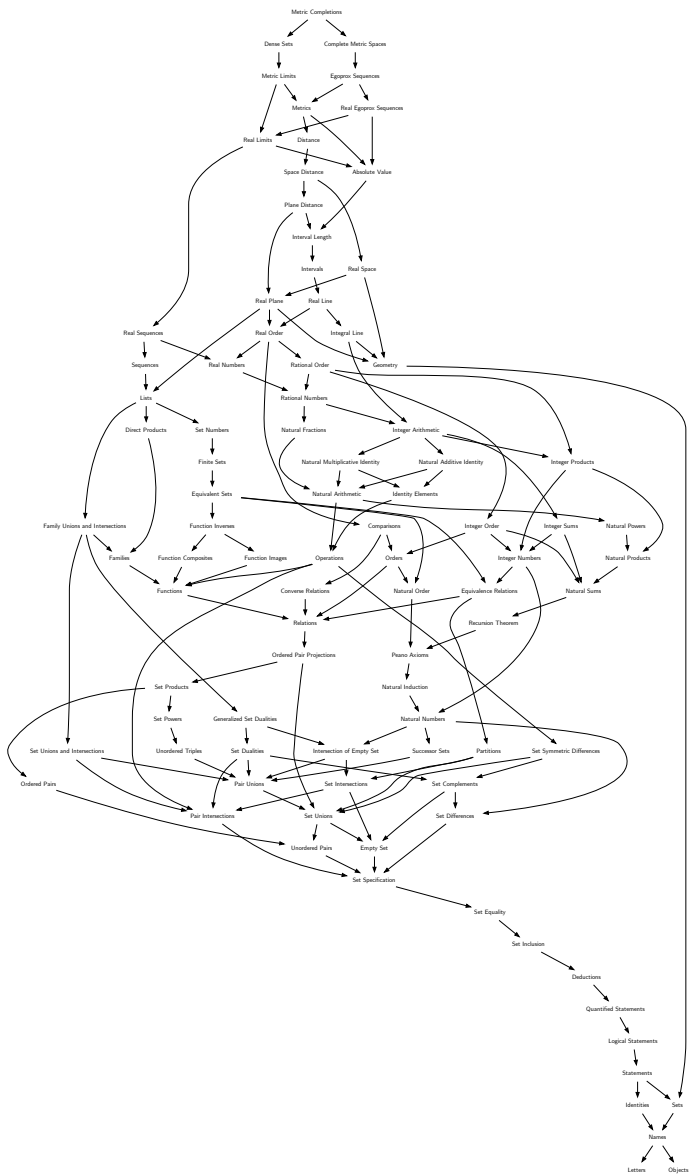 Metric Completions
Dense Sets Complete Metric Spaces
Metric Limits Egoprox Sequences
Metrics Real Egoprox Sequences
Real Limits Distance
Space Distance Absolute Value
Plane Distance
Interval Length
Intervals Real Space
Real Plane Real Line
Real Sequences Real Order Integral Line
Sequences Real Numbers Rational Order Geometry
Lists Rational Numbers
Direct Products Set Numbers Natural Fractions Integer Arithmetic
Finite Sets Natural Multiplicative Identity Natural Additive Identity Integer Products
Equivalent Sets Natural Arithmetic Identity Elements
Family Unions and Intersections Function Inverses Comparisons Integer Order Integer Sums Natural Powers
Families Function Composites Function Images Operations Orders Integer Numbers Natural Products
Functions Converse Relations Natural Order Equivalence Relations Natural Sums
Relations Recursion Theorem
Ordered Pair Projections Peano Axioms
Set Products Natural Induction
Set Powers Generalized Set Dualities Natural Numbers
Set Unions and Intersections Unordered Triples Set Dualities Intersection of Empty Set Successor Sets Partitions Set Symmetric Differences
Ordered Pairs Pair Unions Set Intersections Set Complements
Pair Intersections Set Unions Set Differences
Unordered Pairs Empty Set
Set Specification
Set Equality
Set Inclusion
Deductions
Quantified Statements
Logical Statements
Statements
Identities Sets
Names
Letters Objects